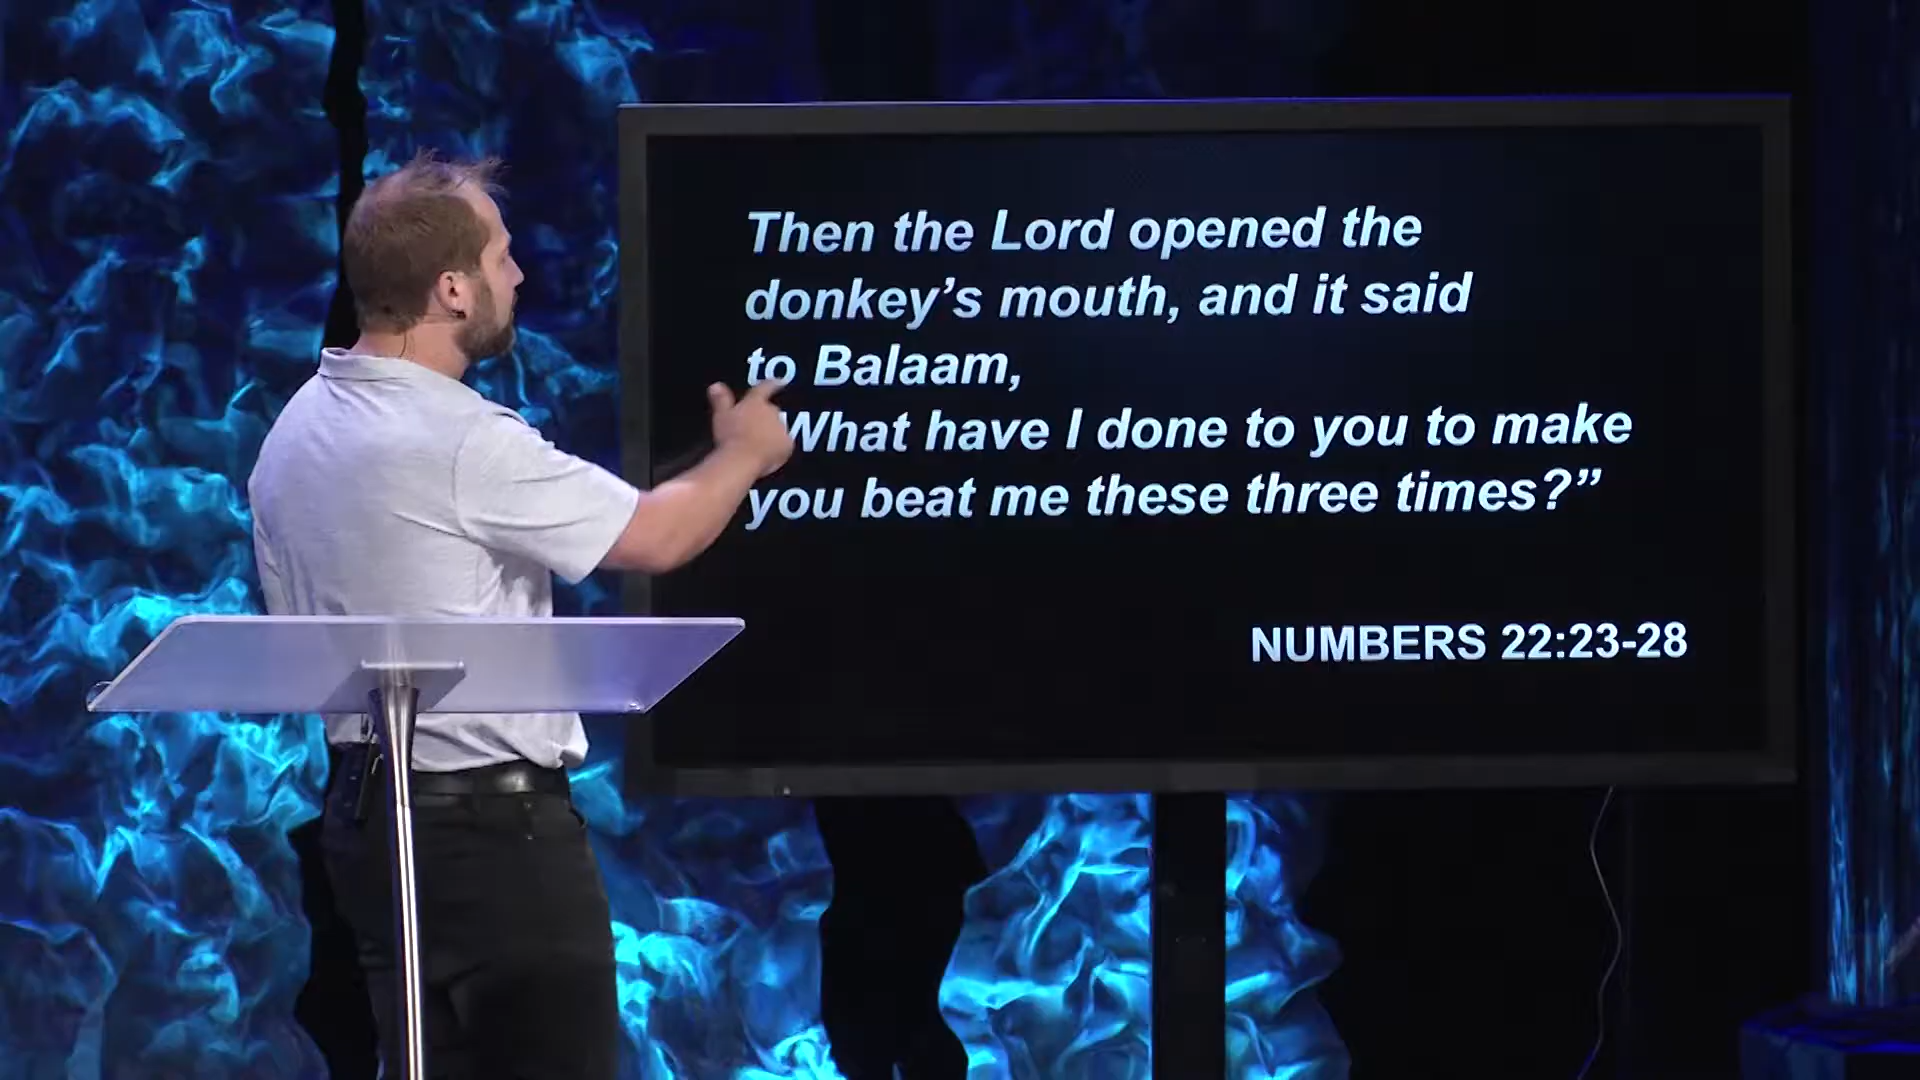 Then the Lord opened the
donkey’s mouth, and it said
to Balaam,
What have I done to you to make
you beat me these three times?”
NUMBERS 22:23-28